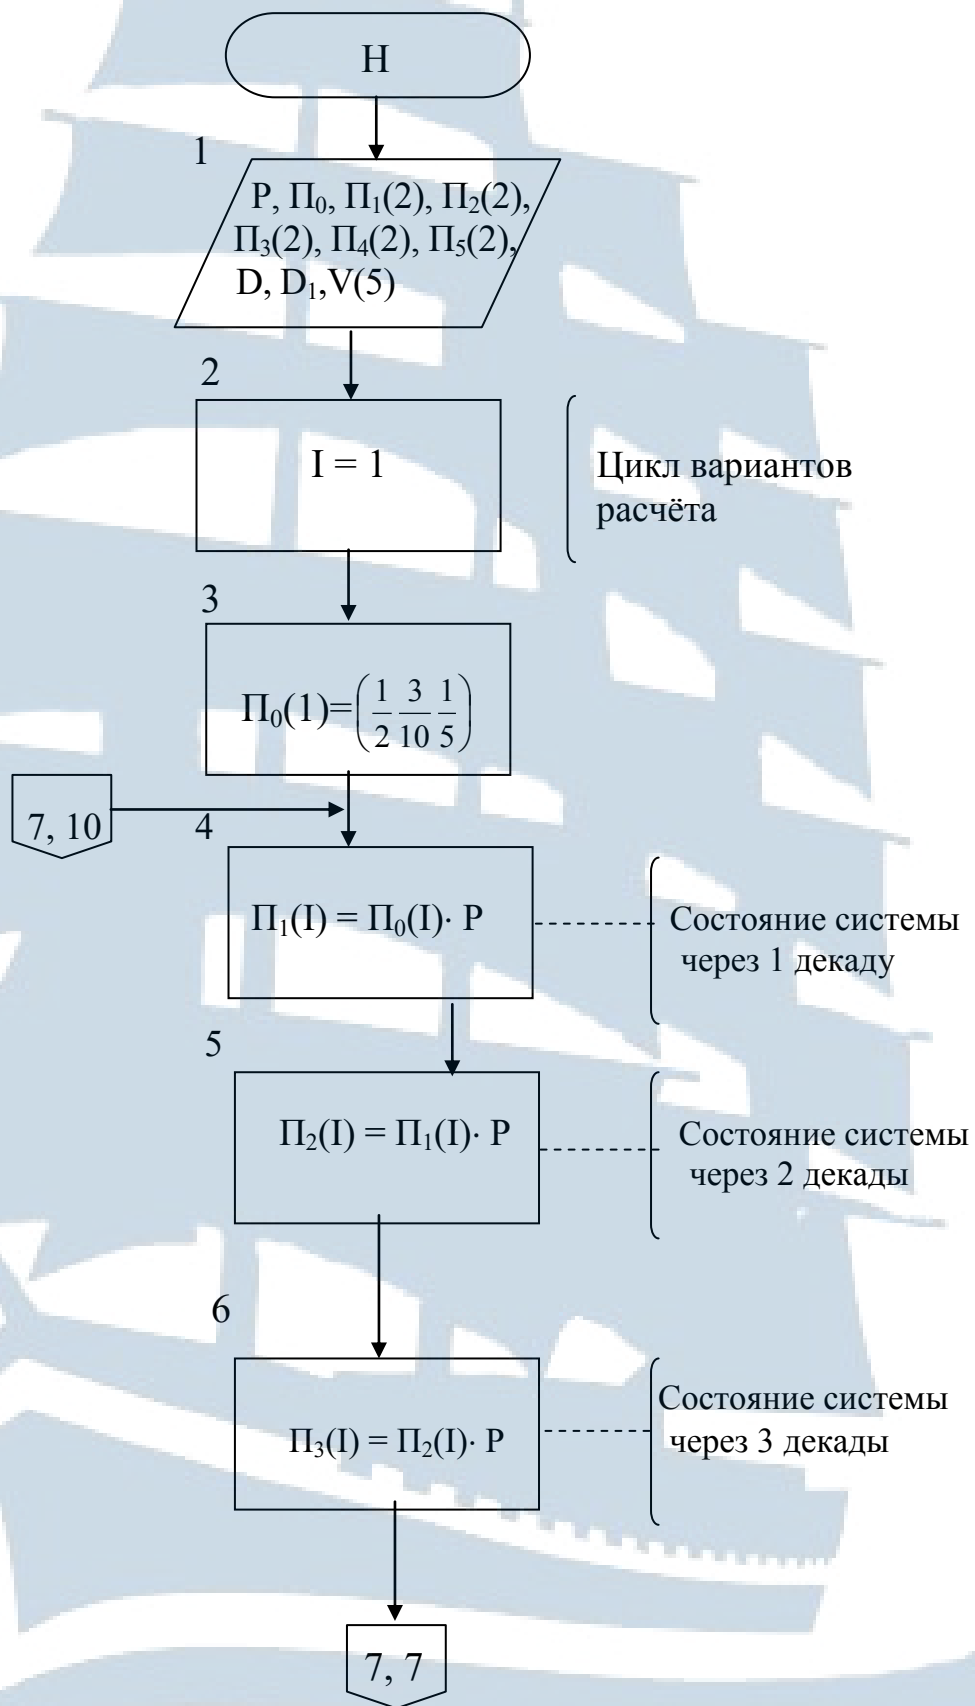 Н
1
P, П₀, П₁(2), П₂(2),
П₃(2), П₄(2), П₅(2),
D, D₁,V(5)
2
I = 1
Цикл вариантов
расчёта
3
П₀(1)=(1/2 3/10 1/5)
7, 10
4
П₁(I) = П₀(I)· P
Состояние системы
через 1 декаду
5
П₂(I) = П₁(I)· P
Состояние системы
через 2 декады
6
П₃(I) = П₂(I)· P
Состояние системы
через 3 декады
7, 7